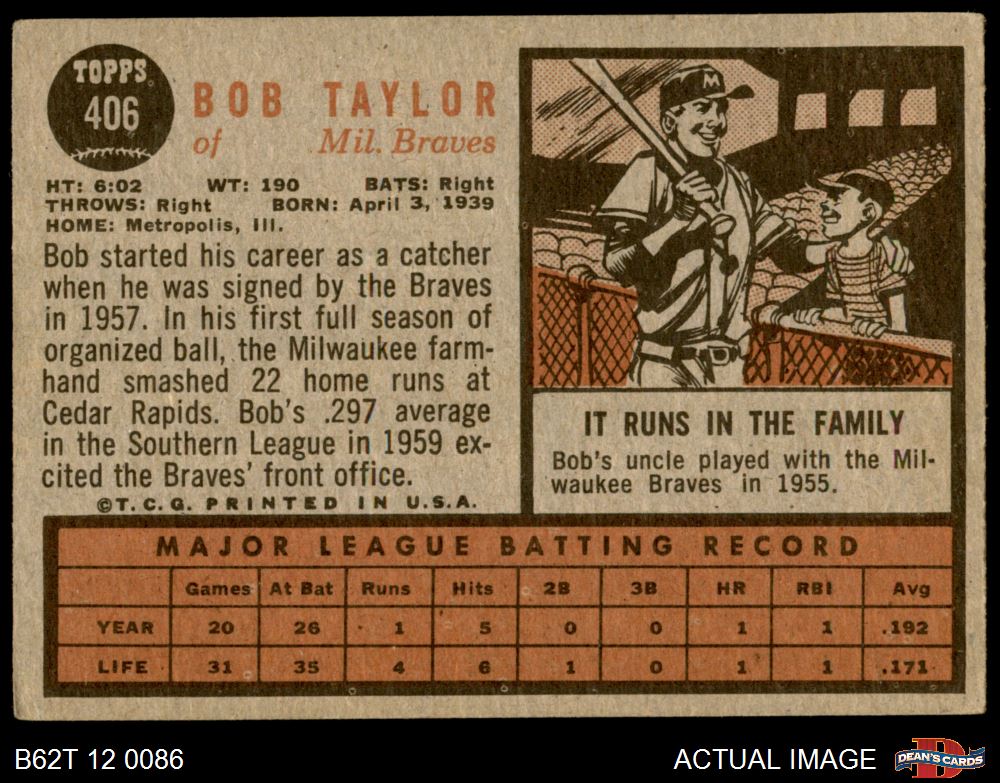 TOPPS
406
BOB TAYLOR
of Mil. Braves
HT: 6:02 WT: 190 BATS: Right
THROWS: Right BORN: April 3, 1939
HOME: Metropolis, Ill.
Bob started his career as a catcher
when he was signed by the Braves
in 1957. In his first full season of
organized ball, the Milwaukee farm-
hand smashed 22 home runs at
Cedar Rapids. Bob's .297 average
in the Southern League in 1959 ex-
cited the Braves' front office.
©T.C.G. PRINTED IN U.S.A.
M
IT RUNS IN THE FAMILY
Bob's uncle played with the Mil-
waukee Braves in 1955.
MAJOR LEAGUE BATTING RECORD
Games At Bat Runs Hits 2B 3B HR RBI Avg
YEAR 20 26 1 5 0 0 1 1 .192
LIFE 31 35 4 6 1 0 1 1 .171
B62T 12 0086 ACTUAL IMAGE
D
DEAN'S CARDS